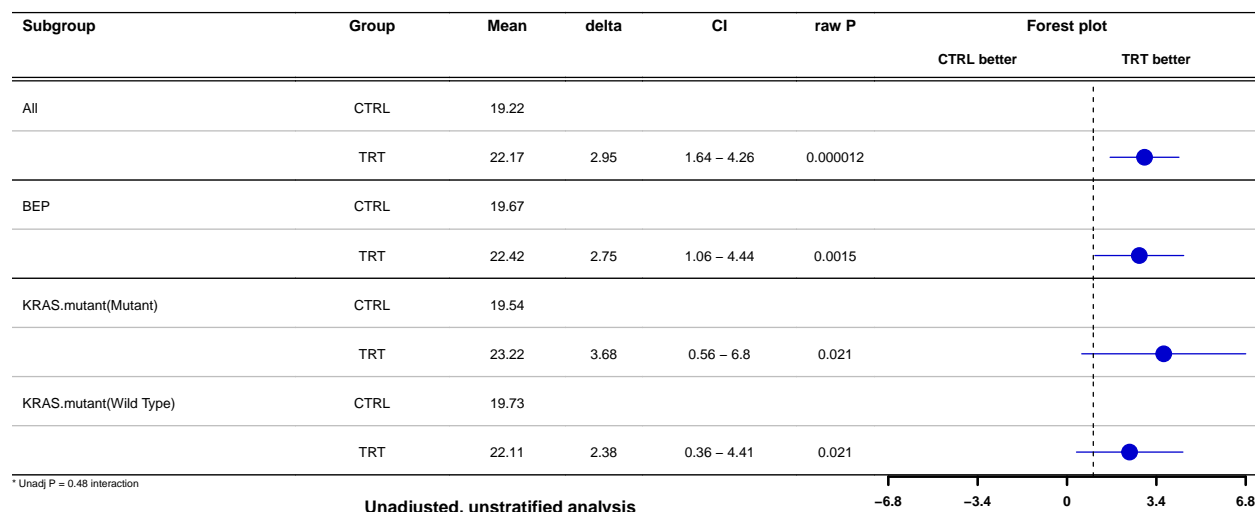 Subgroup Group Mean delta CI raw P Forest plot
CTRL better TRT better
All CTRL 19.22
TRT 22.17 2.95 1.64 – 4.26 0.000012
BEP CTRL 19.67
TRT 22.42 2.75 1.06 – 4.44 0.0015
KRAS.mutant(Mutant) CTRL 19.54
TRT 23.22 3.68 0.56 – 6.8 0.021
KRAS.mutant(Wild Type) CTRL 19.73
TRT 22.11 2.38 0.36 – 4.41 0.021
* Unadj P = 0.48 interaction
Unadjusted, unstratified analysis
−6.8 −3.4 0 3.4 6.8